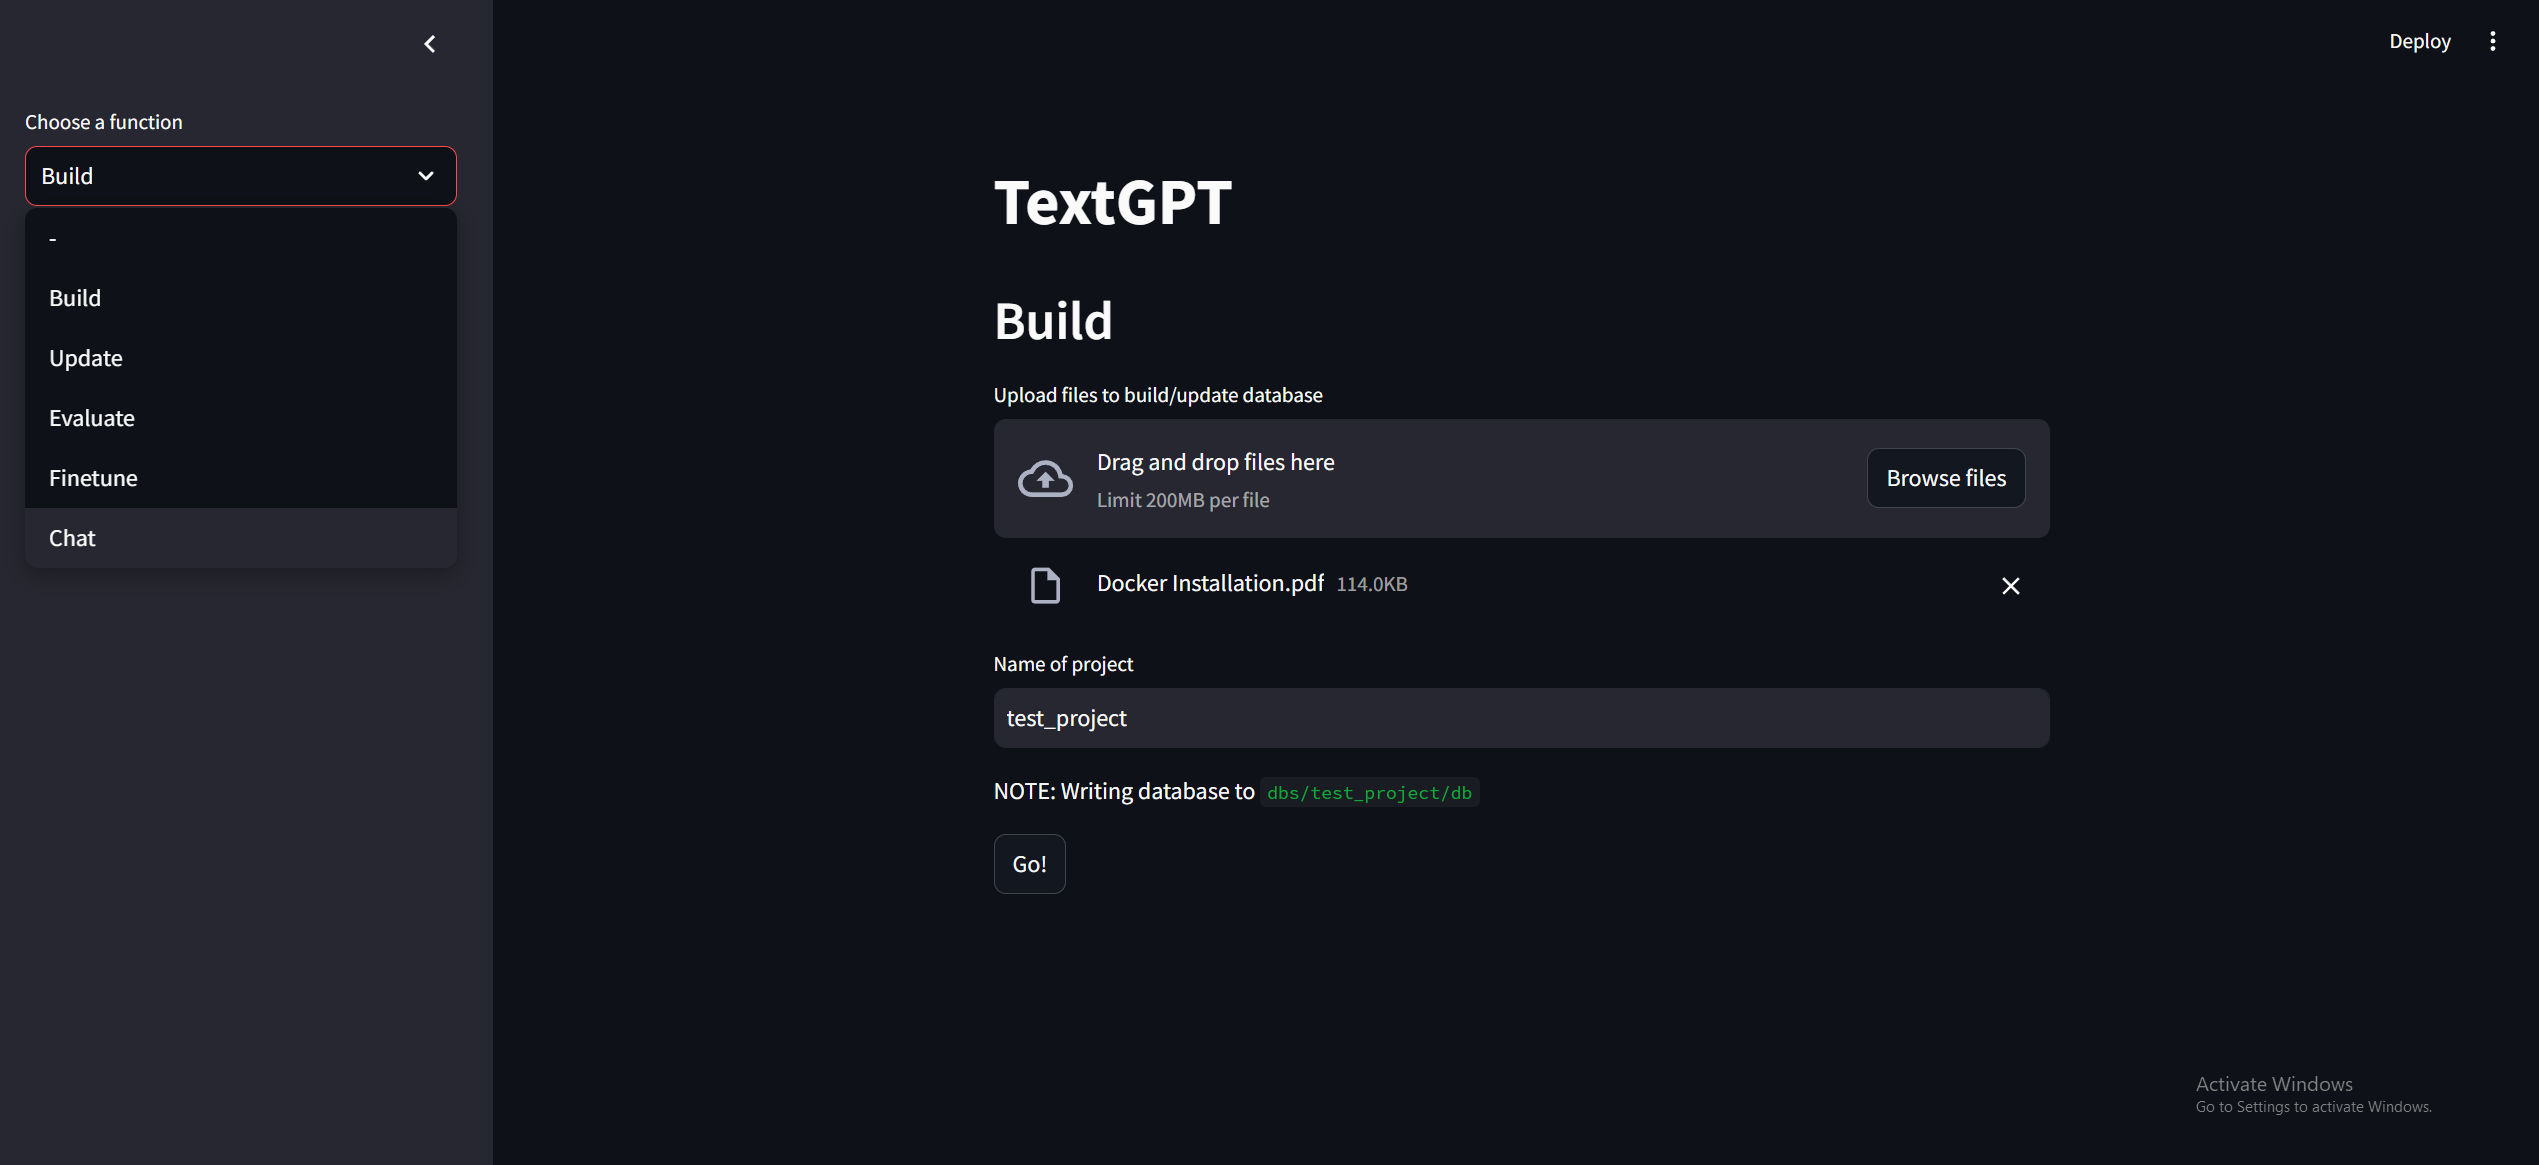 Deploy
Choose a function
Build
-
Build
Update
Evaluate
Finetune
Chat
TextGPT
Build
Upload files to build/update database
Drag and drop files here
Limit 200MB per file
Browse files
Docker Installation.pdf 114.0KB
Name of project
test_project
NOTE: Writing database to dbs/test_project/db
Go!
Activate Windows
Go to Settings to activate Windows.